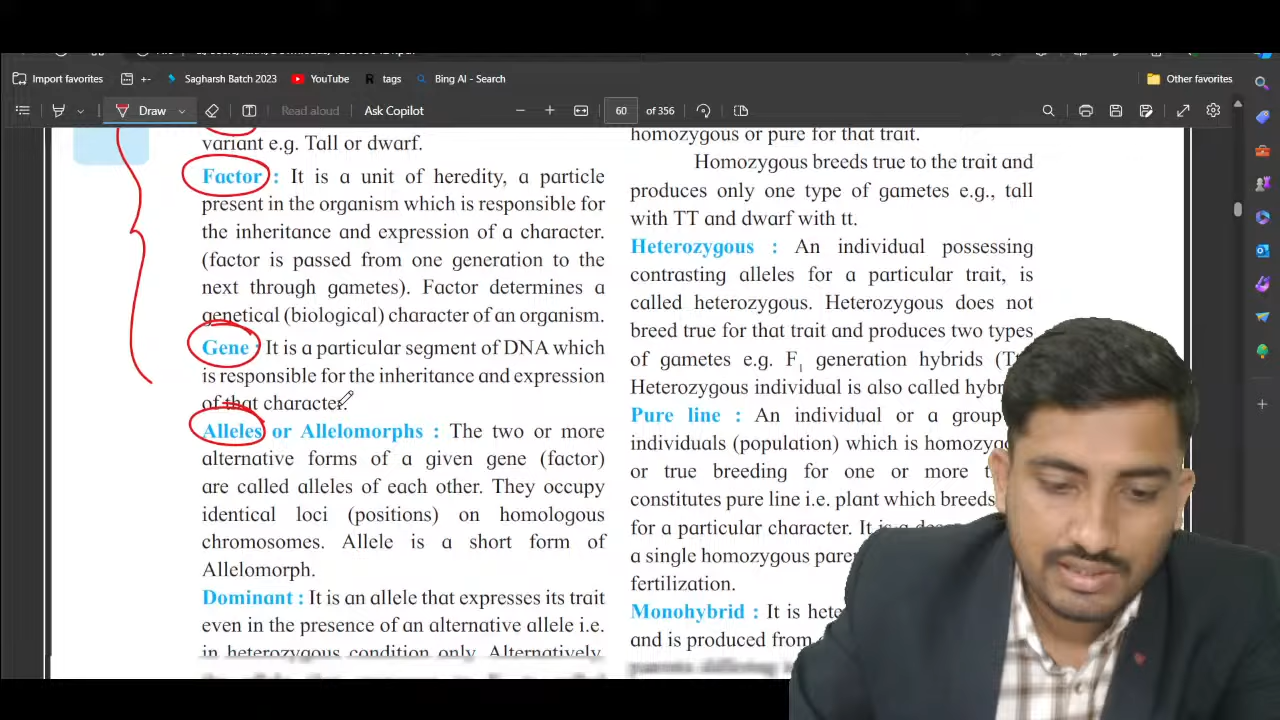 Import favorites
+-
Sagharsh Batch 2023
YouTube
tags
Bing AI - Search
Other favorites
Draw
Read aloud
Ask Copilot
60
of 356
variant e.g. Tall or dwarf.
Factor : It is a unit of heredity, a particle
present in the organism which is responsible for
the inheritance and expression of a character.
(factor is passed from one generation to the
next through gametes). Factor determines a
genetical (biological) character of an organism.
Gene : It is a particular segment of DNA which
is responsible for the inheritance and expression
of that character.
Alleles or Allelomorphs : The two or more
alternative forms of a given gene (factor)
are called alleles of each other. They occupy
identical loci (positions) on homologous
chromosomes. Allele is a short form of
Allelomorph.
Dominant : It is an allele that expresses its trait
even in the presence of an alternative allele i.e.
in heterozygous condition only. Alternatively,
homozygous or pure for that trait.
Homozygous breeds true to the trait and
produces only one type of gametes e.g., tall
with TT and dwarf with tt.
Heterozygous : An individual possessing
contrasting alleles for a particular trait, is
called heterozygous. Heterozygous does not
breed true for that trait and produces two types
of gametes e.g. F1 generation hybrids
Heterozygous individual is also called
Pure line : An individual or a group
individuals (population) which is
or true breeding for one or more
constitutes pure line i.e. plant which breeds
for a particular character. It is a
a single homozygous
fertilization.
Monohybrid : It is
and is produced from